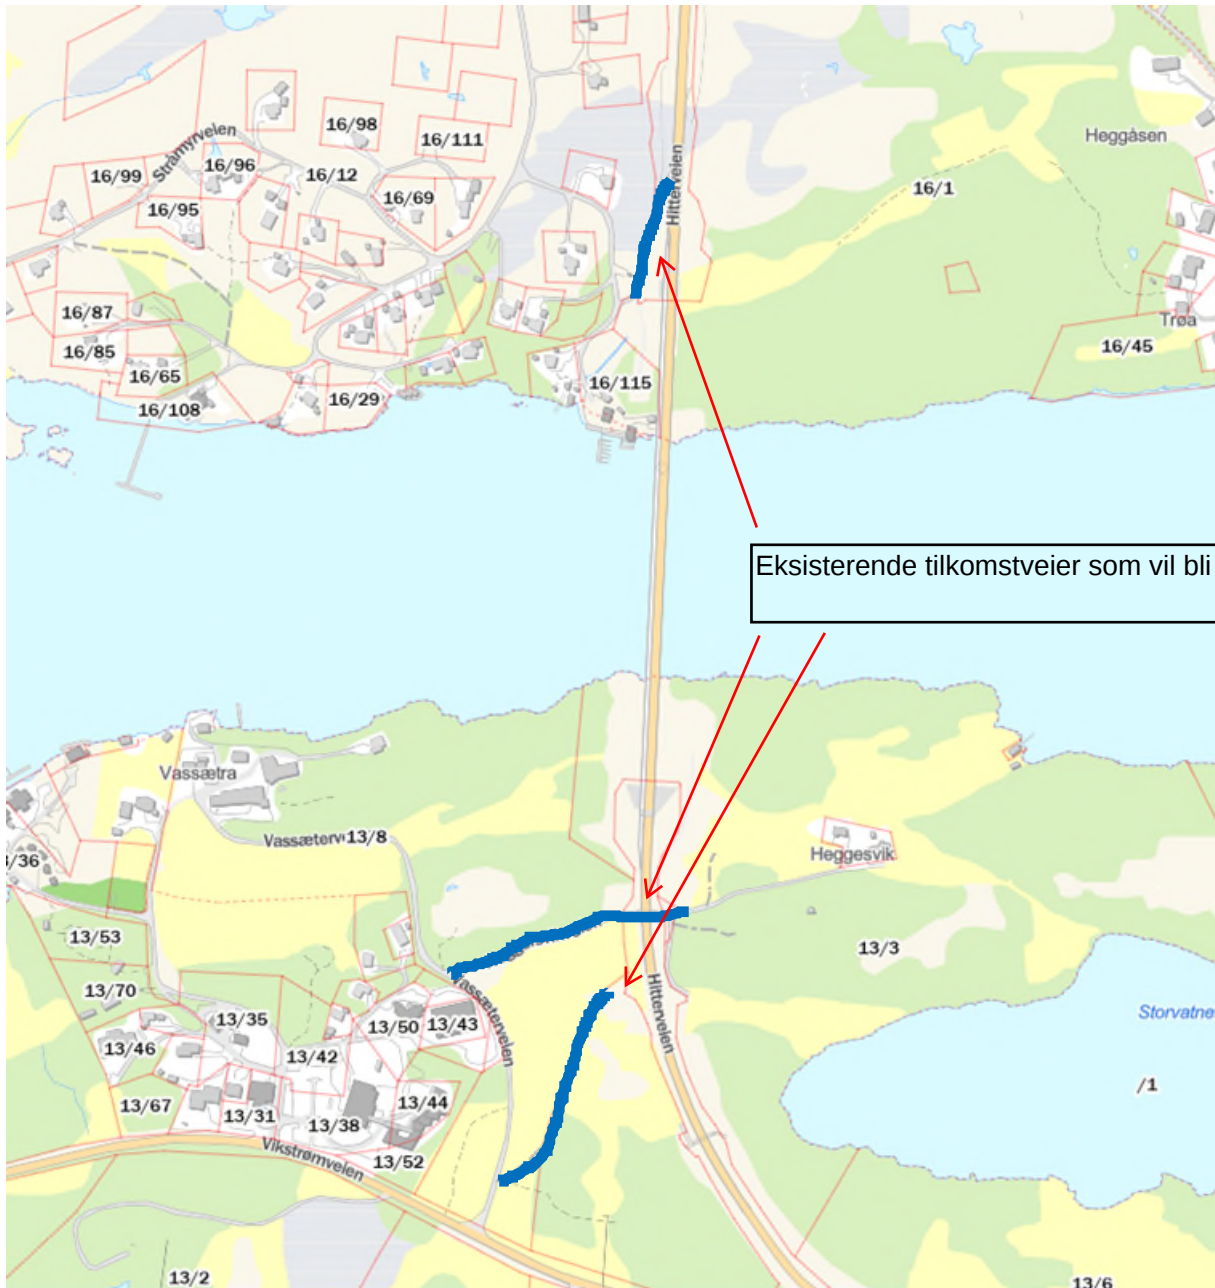 16/98
16/111
Stråmyrveien
16/96
16/99
16/12
Heggåsen
16/1
16/69
16/95
Hitterveien
16/87
Trøa
16/85
16/45
16/65
16/115
16/29
16/108
Eksisterende tilkomstveier som vil bli
Vassætra
Vassæterv
13/8
/36
Heggesvik
13/53
13/3
13/70
Vassæterveien
Hitterveien
13/35
13/50
13/43
Storvatne
13/46
13/42
/1
13/67
13/44
13/31
13/38
Vikstrømveien
13/52
13/2
13/6